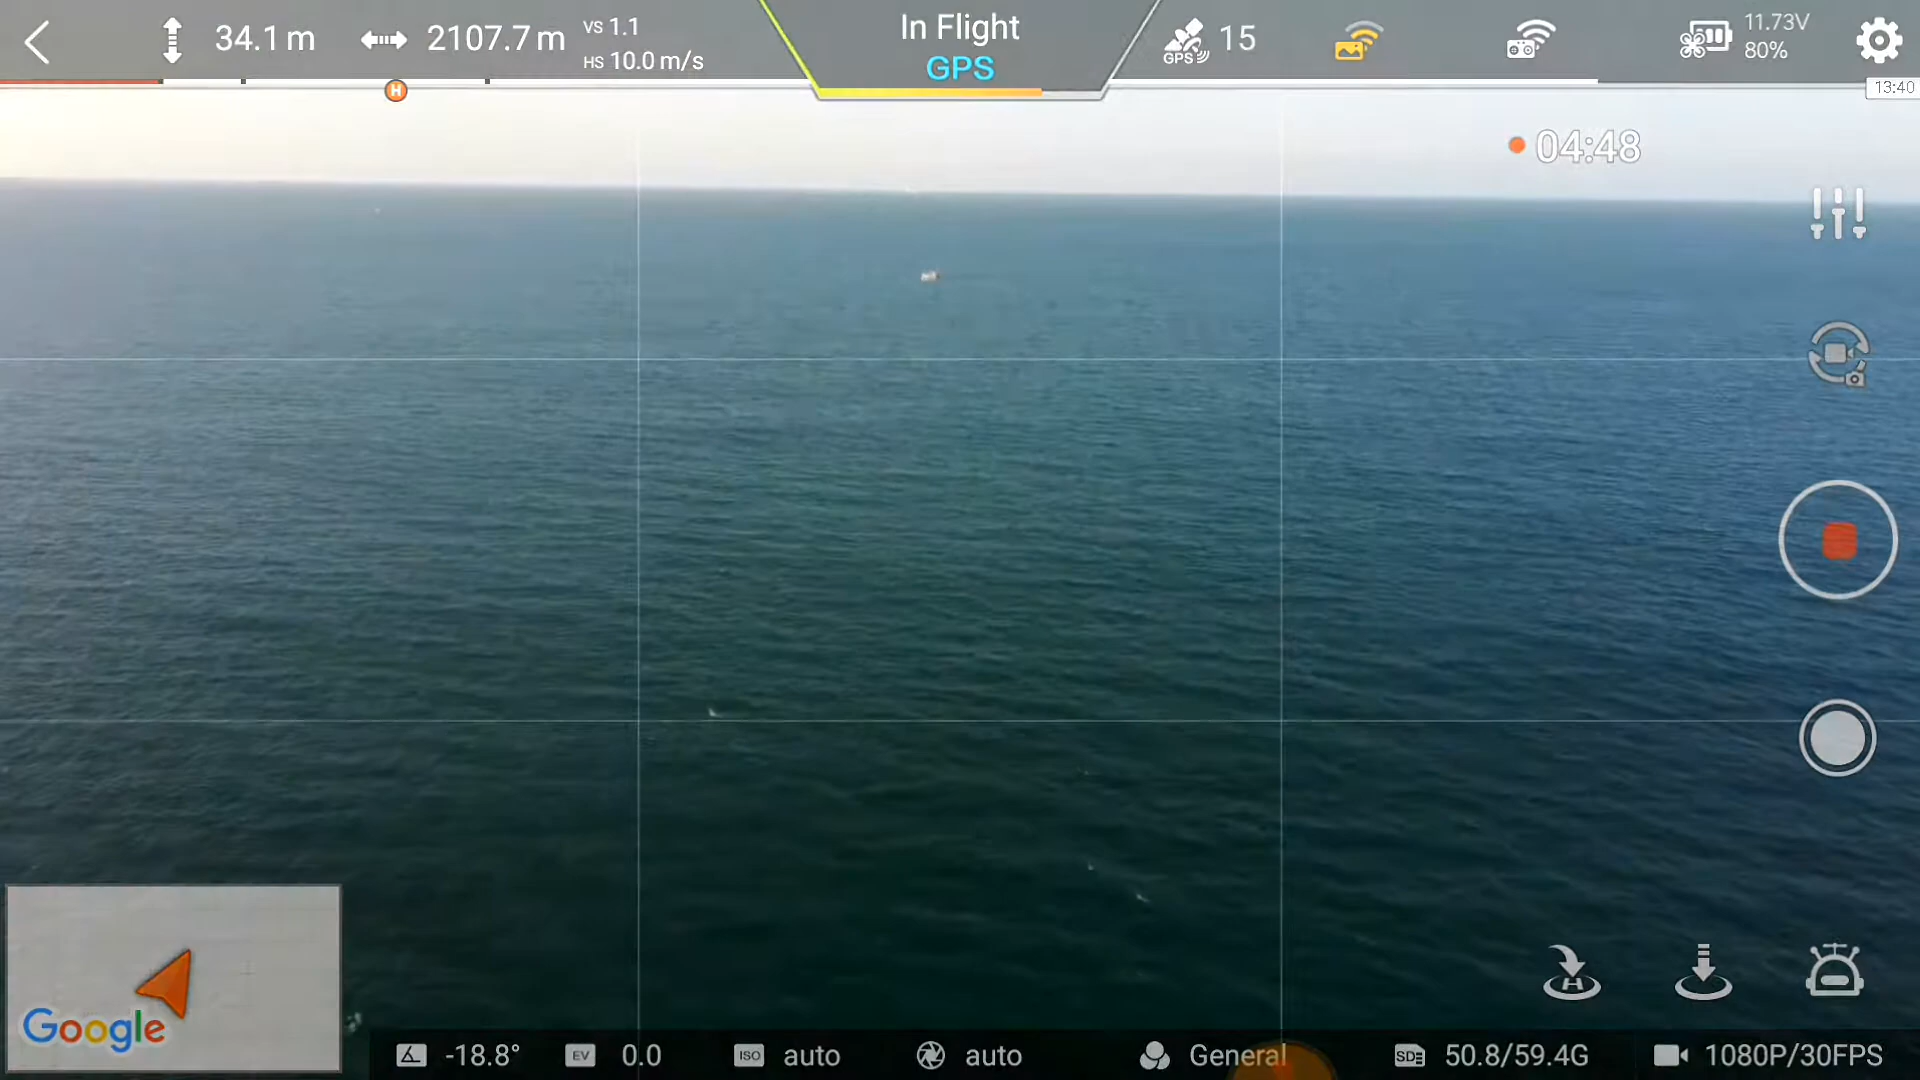 34.1 m
2107.7 m
VS 1.1
HS 10.0 m/s
In Flight
GPS
GPS
15
11.73V
80%
13:40
H
04:48
H
Google
-18.8°
EV
0.0
ISO
auto
auto
General
SD
50.8/59.4G
1080P/30FPS